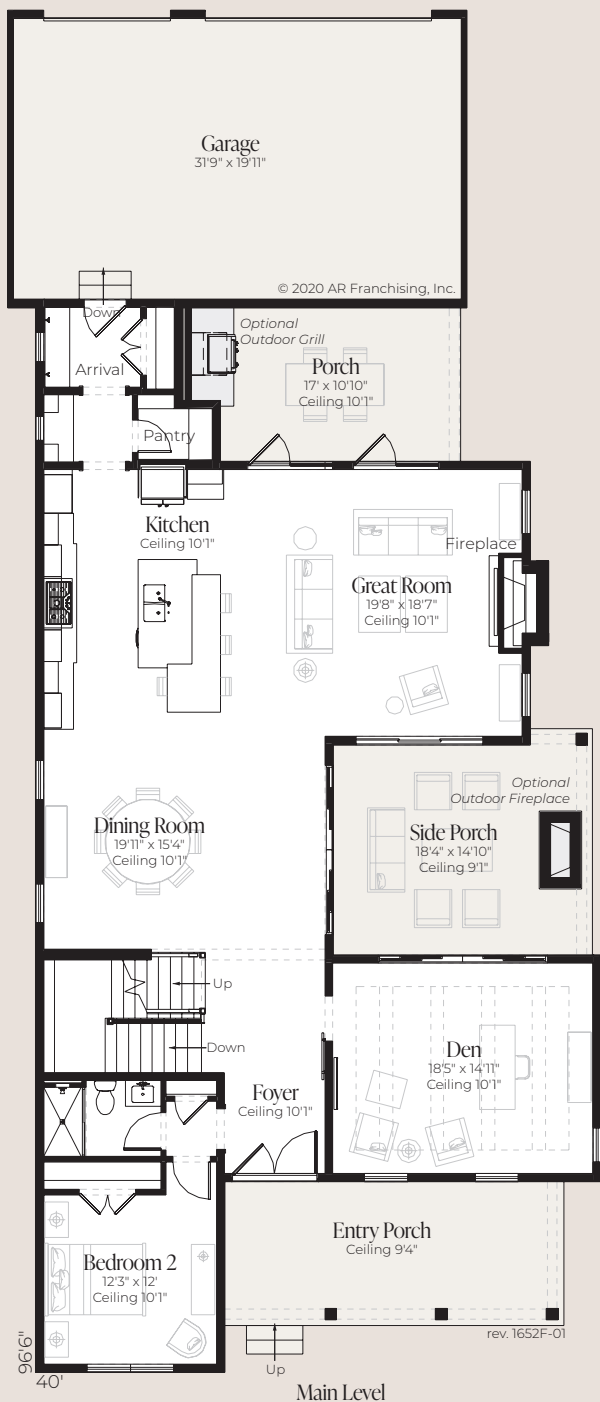 Garage
31'9" x 19'11"
© 2020 AR Franchising, Inc.
Down
Optional
Outdoor Grill
Arrival
Porch
17' x 10'10"
Ceiling 10'1"
Pantry
Kitchen
Ceiling 10'1"
Fireplace
Great Room
19'8" x 18'7"
Ceiling 10'1"
Optional
Outdoor Fireplace
Dining Room
19'11" x 15'4"
Ceiling 10'1"
Side Porch
18'4" x 14'10"
Ceiling 9'1"
Up
Down
Den
18'5" x 14'11"
Ceiling 10'1"
Foyer
Ceiling 10'1"
Entry Porch
Ceiling 9'4"
Bedroom 2
12'3" x 12'
Ceiling 10'1"
rev. 1652F-01
96'6"
40'
Up
Main Level